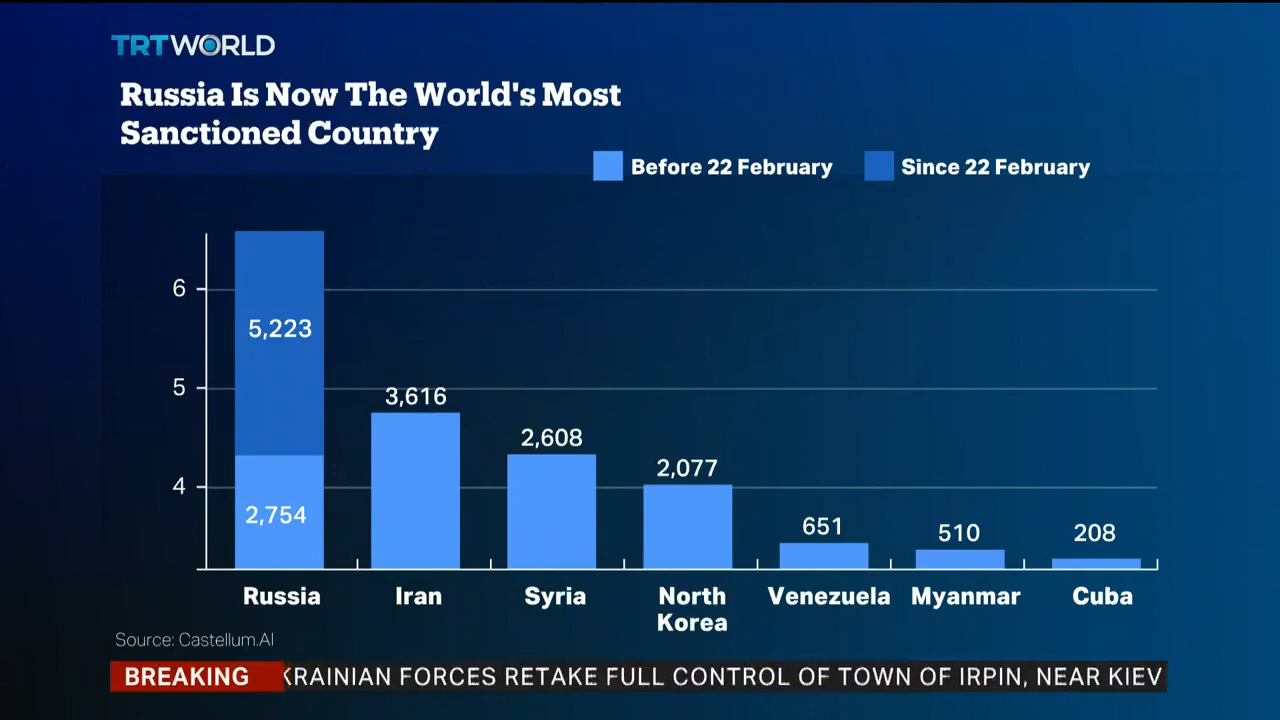 TRT WORLD
Russia Is Now The World's Most
Sanctioned Country
Before 22 February
Since 22 February
6
5
4
5,223
2,754
3,616
2,608
2,077
651
510
208
Russia
Iran
Syria
North
Korea
Venezuela
Myanmar
Cuba
Source: Castellum.AI
BREAKING
KRAINIAN FORCES RETAKE FULL CONTROL OF TOWN OF IRPIN, NEAR KIEV